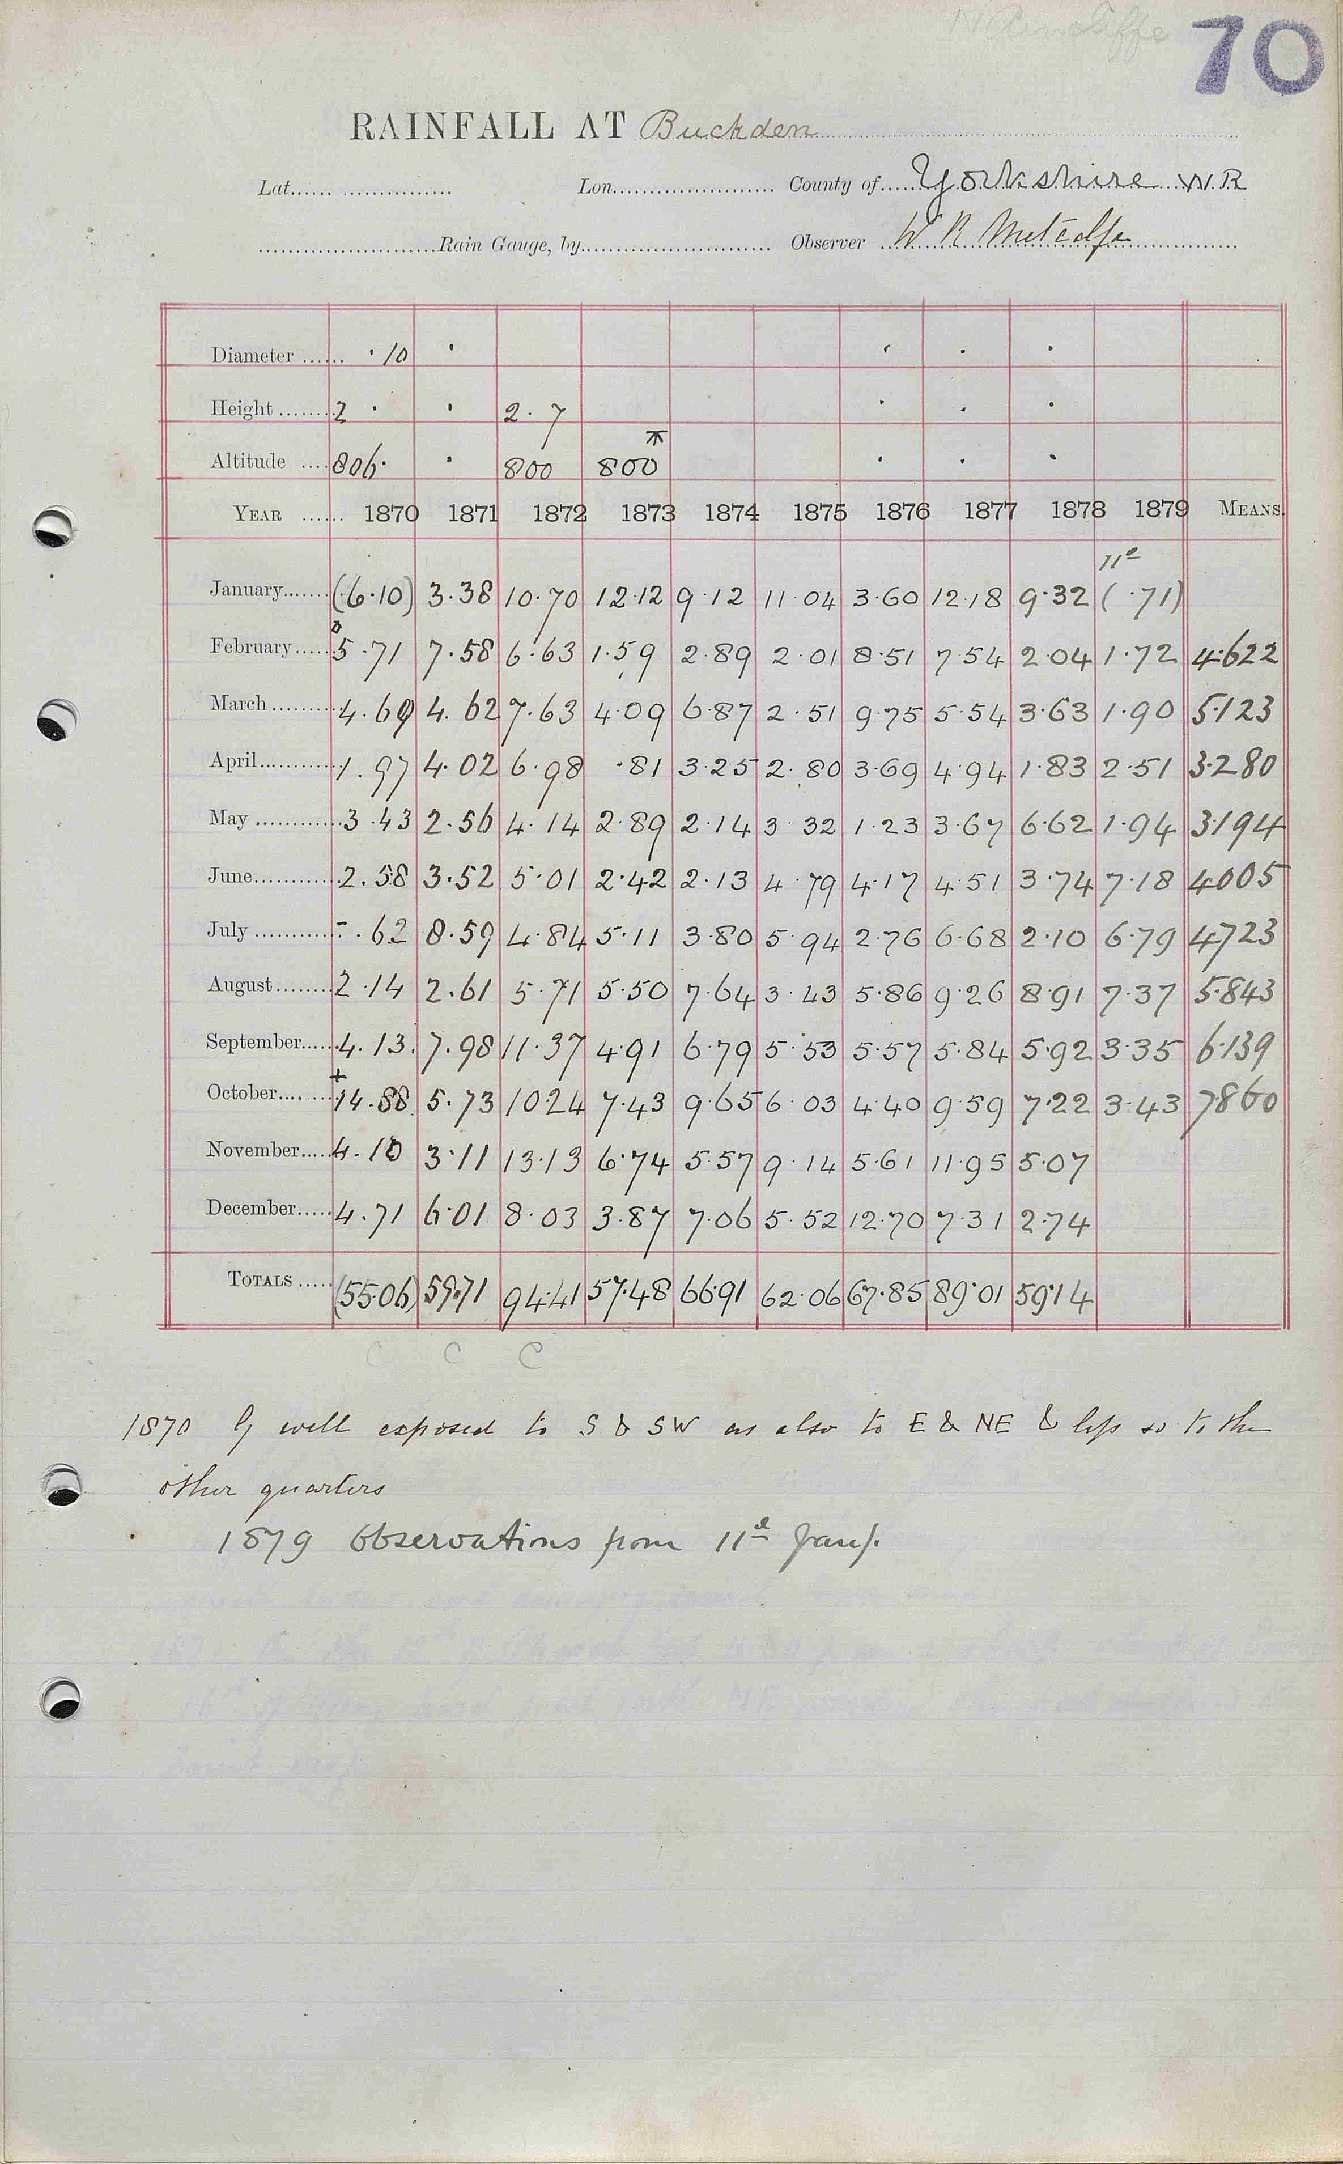 70
RAINFALL AT Buckden
Lat. Lon. County of Yorkshire W.R
Rain Gauge, by Observer W R Metcalfe
Diameter ·10
Height 2 · 2·7
Altitude 806· 800 800
YEAR 1870 1871 1872 1873 1874 1875 1876 1877 1878 1879 MEANS.
11th
January (6·10) 3·38 10·70 12·12 9·12 11·04 3·60 12·18 9·32 (·71)
February 5·71 7·58 6·63 1·59 2·89 2·01 8·51 7·54 2·04 1·72 4·622
March 4.69 4.62 7·63 4·09 6·87 2·51 9·75 5·54 3·63 1·90 5·123
April 1.97 4·02 6·98 ·81 3·25 2·80 3·69 4·94 1·83 2·51 3·280
May 3·43 2·56 4·14 2·89 2·14 3·32 1·23 3·67 6·62 1·94 3·194
June 2.58 3·52 5·01 2·42 2·13 4·79 4·17 4·51 3·74 7·18 4005
July -.62 8·59 4·84 5·11 3·80 5·94 2·76 6·68 2·10 6·79 4723
August 2·14 2.61 5·71 5·50 7·64 3·43 5·86 9·26 8·91 7·37 5·843
September 4.13 7.98 11·37 4·91 6·79 5·53 5·57 5·84 5·92 3·35 6·139
October 14.88 5.73 10·24 7·43 9·65 6·03 4·40 9·59 7·22 3·43 7860
November 4.10 3·11 13·13 6·74 5·57 9·14 5·61 11·95 5·07
December 4.71 6·01 8·03 3·87 7·06 5·52 12·70 7·31 2·74
TOTALS (55·06) 59·71 94·41 57·48 66·91 62·06 67·85 89·01 59·14
C C C
1870 G well exposed to S & SW as also to E & NE & less so to the
other quarters
1879 Observations from 11th Jany.